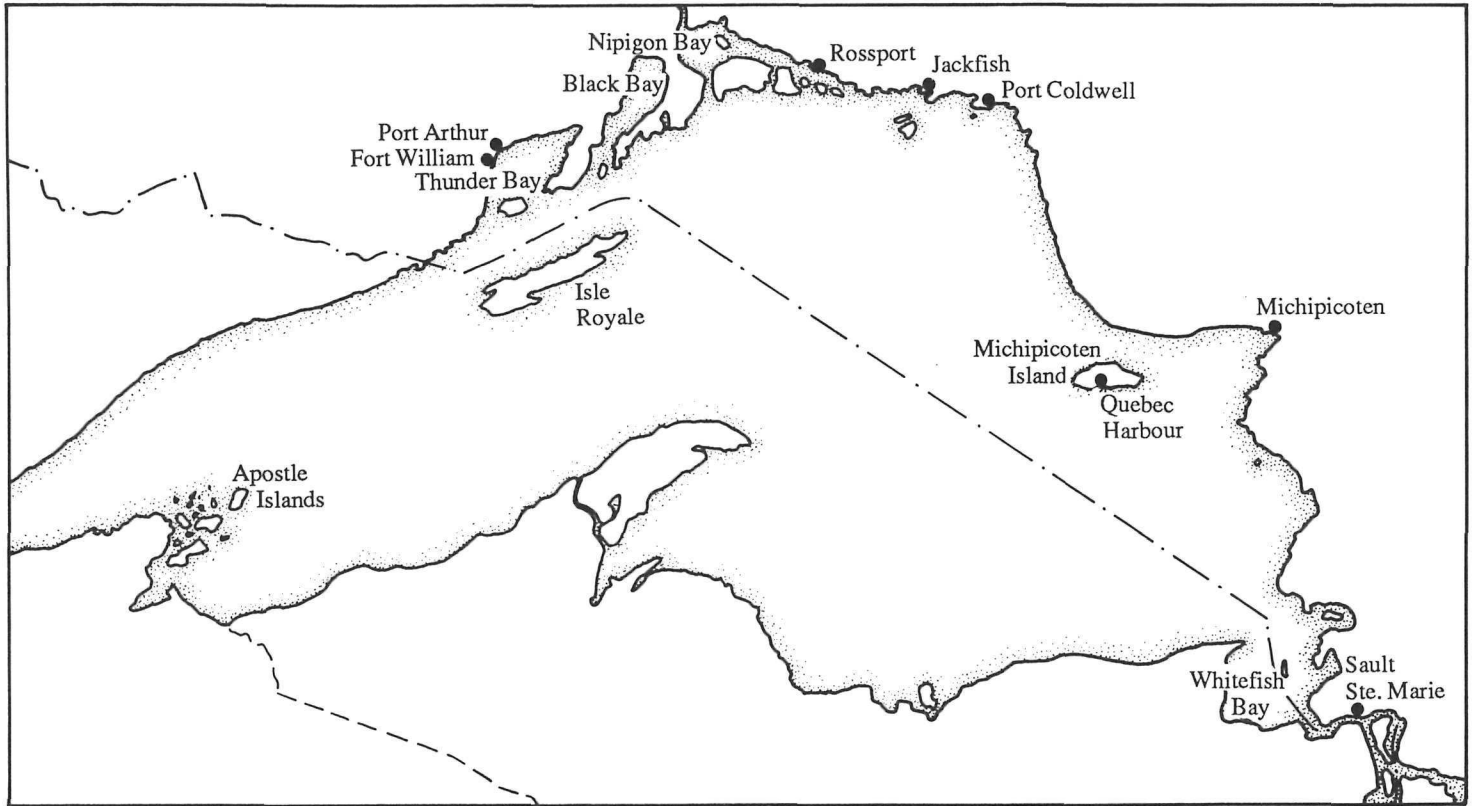 Nipigon Bay
Rossport
Jackfish
Black Bay
Port Coldwell
Port Arthur
Fort William
Thunder Bay
Isle
Royale
Michipicoten
Michipicoten
Island
Quebec
Harbour
Apostle
Islands
Whitefish
Bay
Sault
Ste. Marie